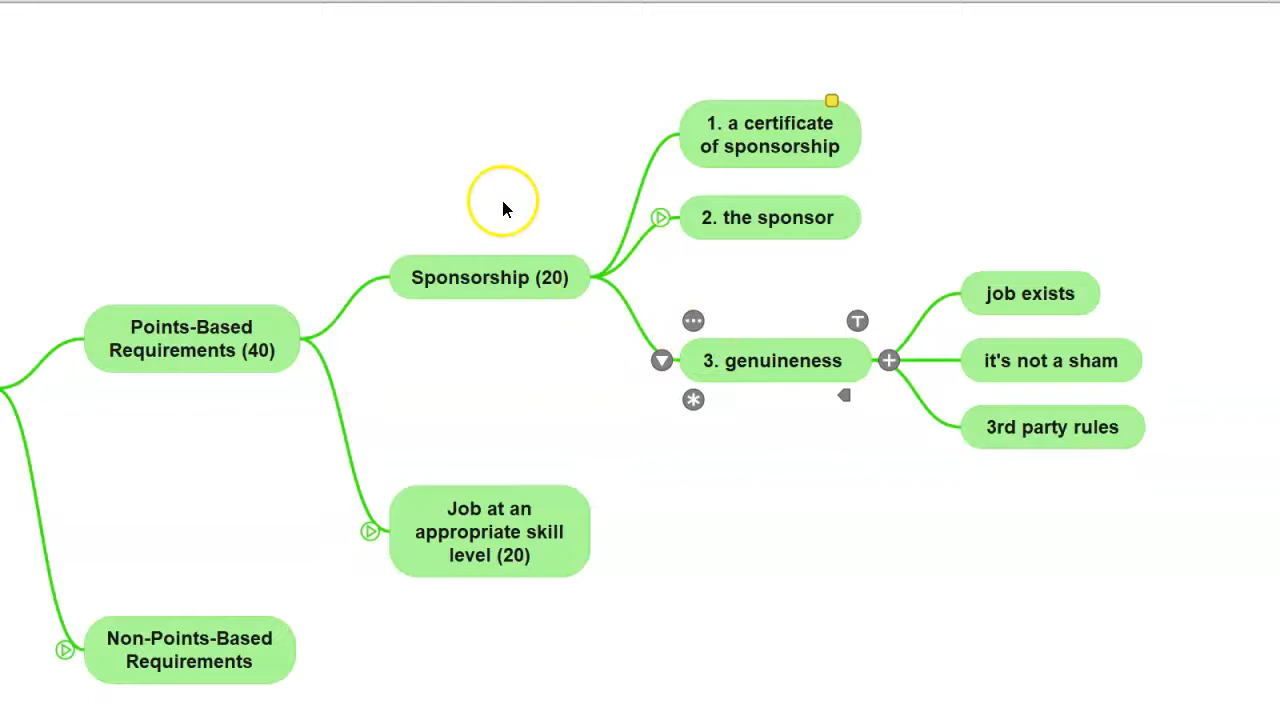 1. a certificate
of sponsorship
2. the sponsor
Sponsorship (20)
job exists
Points-Based
Requirements (40)
3. genuineness
it's not a sham
3rd party rules
Job at an
appropriate skill
level (20)
Non-Points-Based
Requirements